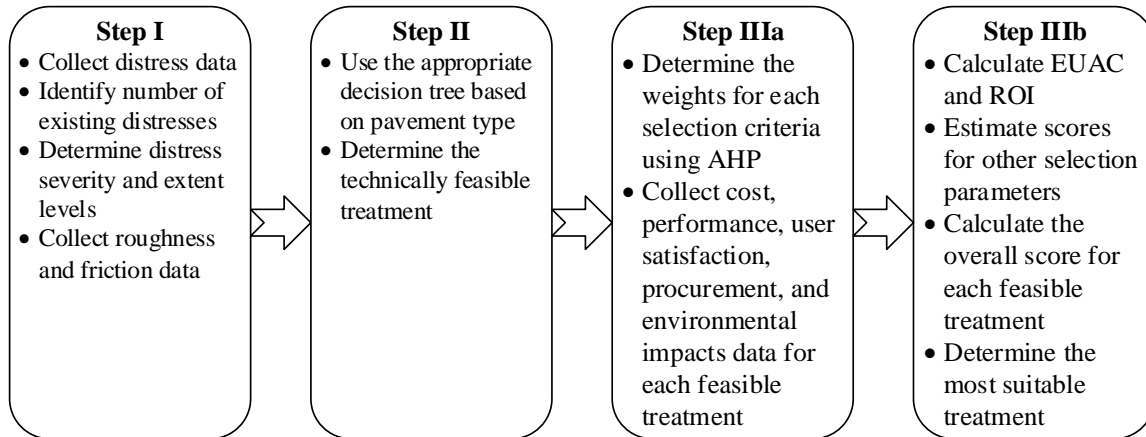 Step I
• Collect distress data
• Identify number of
existing distresses
• Determine distress
severity and extent
levels
• Collect roughness
and friction data
Step II
• Use the appropriate
decision tree based
on pavement type
• Determine the
technically feasible
treatment
Step IIIa
• Determine the
weights for each
selection criteria
using AHP
• Collect cost,
performance, user
satisfaction,
procurement, and
environmental
impacts data for
each feasible
treatment
Step IIIb
• Calculate EUAC
and ROI
• Estimate scores
for other selection
parameters
• Calculate the
overall score for
each feasible
treatment
• Determine the
most suitable
treatment